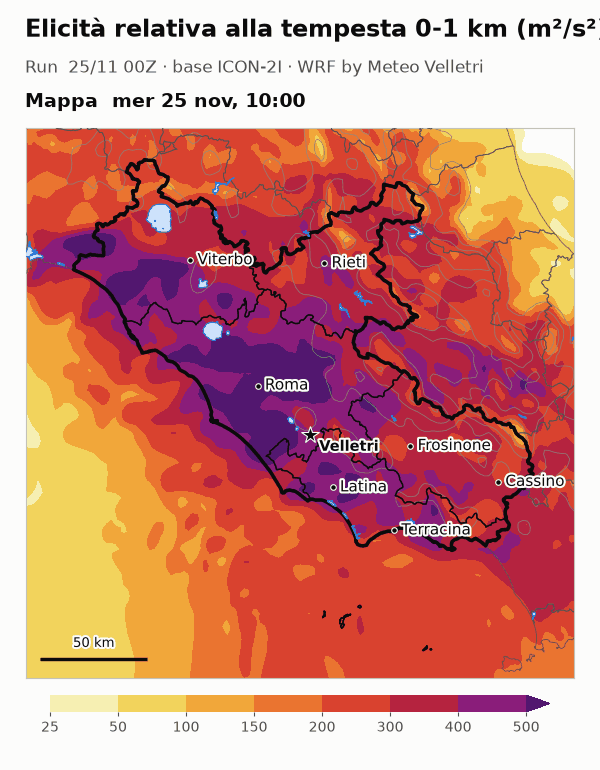 Elicità relativa alla tempesta 0-1 km (m²/s²)
Run  25/11 00Z · base ICON-2I · WRF by Meteo Velletri
Mappa  mer 25 nov, 10:00
Viterbo
Rieti
Roma
Velletri
Frosinone
Cassino
Latina
Terracina
50 km
25 50 100 150 200 300 400 500